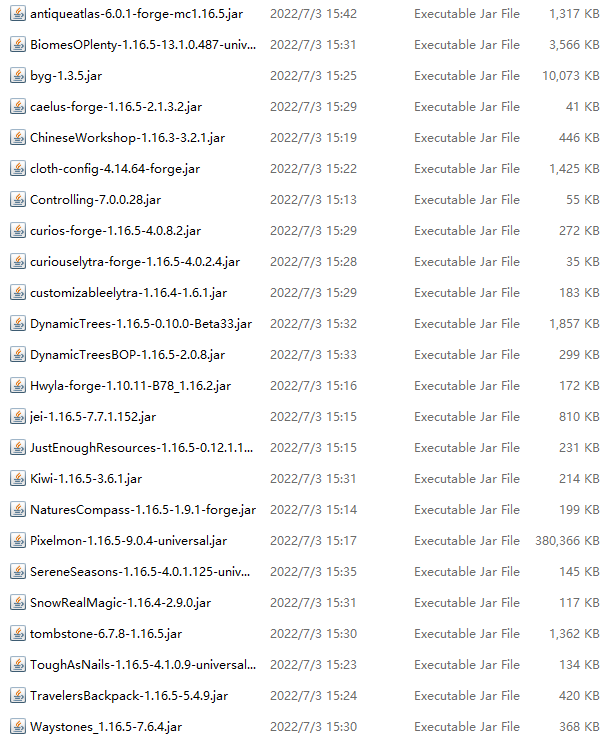 antiqueatlas-6.0.1-forge-mc1.16.5.jar 2022/7/3 15:42 Executable Jar File 1,317 KB
BiomesOPlenty-1.16.5-13.1.0.487-univ... 2022/7/3 15:31 Executable Jar File 3,566 KB
byg-1.3.5.jar 2022/7/3 15:25 Executable Jar File 10,073 KB
caelus-forge-1.16.5-2.1.3.2.jar 2022/7/3 15:29 Executable Jar File 41 KB
ChineseWorkshop-1.16.3-3.2.1.jar 2022/7/3 15:19 Executable Jar File 446 KB
cloth-config-4.14.64-forge.jar 2022/7/3 15:22 Executable Jar File 1,425 KB
Controlling-7.0.0.28.jar 2022/7/3 15:13 Executable Jar File 55 KB
curios-forge-1.16.5-4.0.8.2.jar 2022/7/3 15:29 Executable Jar File 272 KB
curiouselytra-forge-1.16.5-4.0.2.4.jar 2022/7/3 15:28 Executable Jar File 35 KB
customizableelytra-1.16.4-1.6.1.jar 2022/7/3 15:29 Executable Jar File 183 KB
DynamicTrees-1.16.5-0.10.0-Beta33.jar 2022/7/3 15:32 Executable Jar File 1,857 KB
DynamicTreesBOP-1.16.5-2.0.8.jar 2022/7/3 15:33 Executable Jar File 299 KB
Hwyla-forge-1.10.11-B78_1.16.2.jar 2022/7/3 15:16 Executable Jar File 172 KB
jei-1.16.5-7.7.1.152.jar 2022/7/3 15:15 Executable Jar File 810 KB
JustEnoughResources-1.16.5-0.12.1.1... 2022/7/3 15:15 Executable Jar File 231 KB
Kiwi-1.16.5-3.6.1.jar 2022/7/3 15:31 Executable Jar File 214 KB
NaturesCompass-1.16.5-1.9.1-forge.jar 2022/7/3 15:14 Executable Jar File 199 KB
Pixelmon-1.16.5-9.0.4-universal.jar 2022/7/3 15:17 Executable Jar File 380,366 KB
SereneSeasons-1.16.5-4.0.1.125-univ... 2022/7/3 15:35 Executable Jar File 145 KB
SnowRealMagic-1.16.4-2.9.0.jar 2022/7/3 15:31 Executable Jar File 117 KB
tombstone-6.7.8-1.16.5.jar 2022/7/3 15:30 Executable Jar File 1,362 KB
ToughAsNails-1.16.5-4.1.0.9-universal... 2022/7/3 15:23 Executable Jar File 134 KB
TravelersBackpack-1.16.5-5.4.9.jar 2022/7/3 15:24 Executable Jar File 420 KB
Waystones_1.16.5-7.6.4.jar 2022/7/3 15:30 Executable Jar File 368 KB